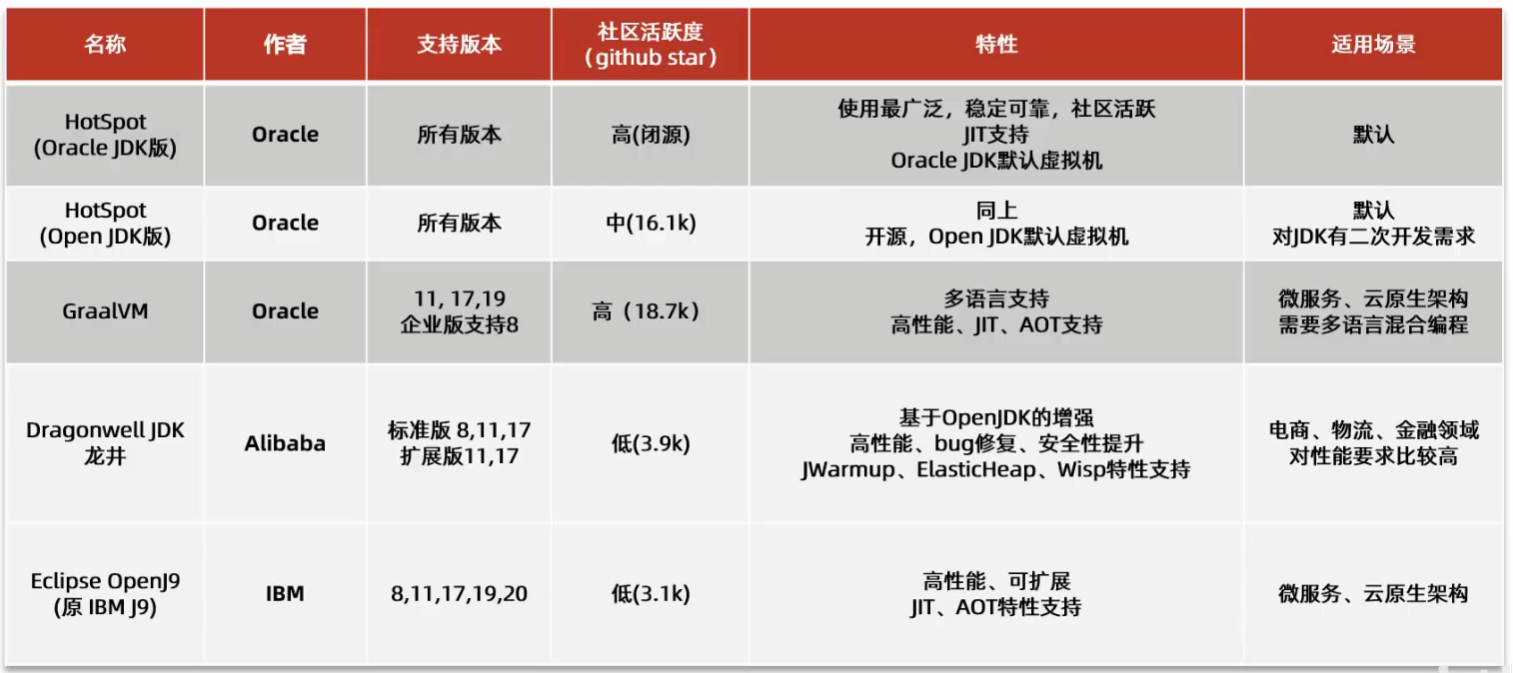 名称
作者
支持版本
社区活跃度
（github star）
特性
适用场景
HotSpot
(Oracle JDK版)
Oracle
所有版本
高(闭源)
使用最广泛，稳定可靠，社区活跃
JIT支持
Oracle JDK默认虚拟机
默认
HotSpot
(Open JDK版)
Oracle
所有版本
中(16.1k)
同上
开源，Open JDK默认虚拟机
默认
对JDK有二次开发需求
GraalVM
Oracle
11, 17,19
企业版支持8
高（18.7k）
多语言支持
高性能、JIT、AOT支持
微服务、云原生架构
需要多语言混合编程
Dragonwell JDK
龙井
Alibaba
标准版 8,11,17
扩展版11,17
低(3.9k)
基于OpenJDK的增强
高性能、bug修复、安全性提升
JWarmup、ElasticHeap、Wisp特性支持
电商、物流、金融领域
对性能要求比较高
Eclipse OpenJ9
(原 IBM J9)
IBM
8,11,17,19,20
低(3.1k)
高性能、可扩展
JIT、AOT特性支持
微服务、云原生架构